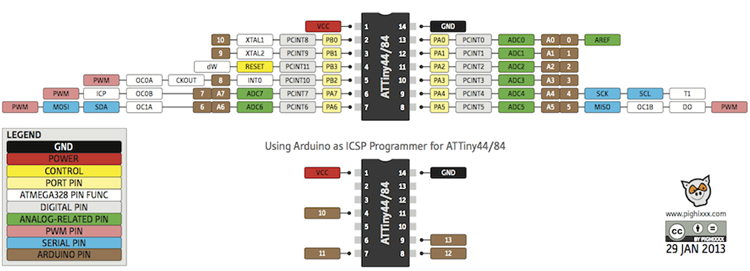 VCC 1 14 GND
10 XTAL1 PCINT8 PB0 2 13 PA0 PCINT0 ADC0 A0 0 AREF
9 XTAL2 PCINT9 PB1 3 12 PA1 PCINT1 ADC1 A1 1
dW RESET PCINT11 PB3 4 11 PA2 PCINT2 ADC2 A2 2
PWM OC0A CKOUT 8 INT0 PCINT10 PB2 5 10 PA3 PCINT3 ADC3 A3 3
PWM ICP OC0B 7 A7 ADC7 PCINT7 PA7 6 9 PA4 PCINT4 ADC4 A4 4 SCK SCL T1
PWM MOSI SDA OC1A 6 A6 ADC6 PCINT6 PA6 7 8 PA5 PCINT5 ADC5 A5 5 MISO OC1B DO PWM
ATTiny44/84
LEGEND
GND
POWER
CONTROL
PORT PIN
ATMEGA328 PIN FUNC
DIGITAL PIN
ANALOG-RELATED PIN
PWM PIN
SERIAL PIN
ARDUINO PIN
Using Arduino as ICSP Programmer for ATTiny44/84
VCC 1 14 GND
2 13
3 12
10 4 11
5 10
6 9 13
11 7 8 12
ATTiny44/84
www.pighixxx.com
cc
BY ND
29 JAN 2013